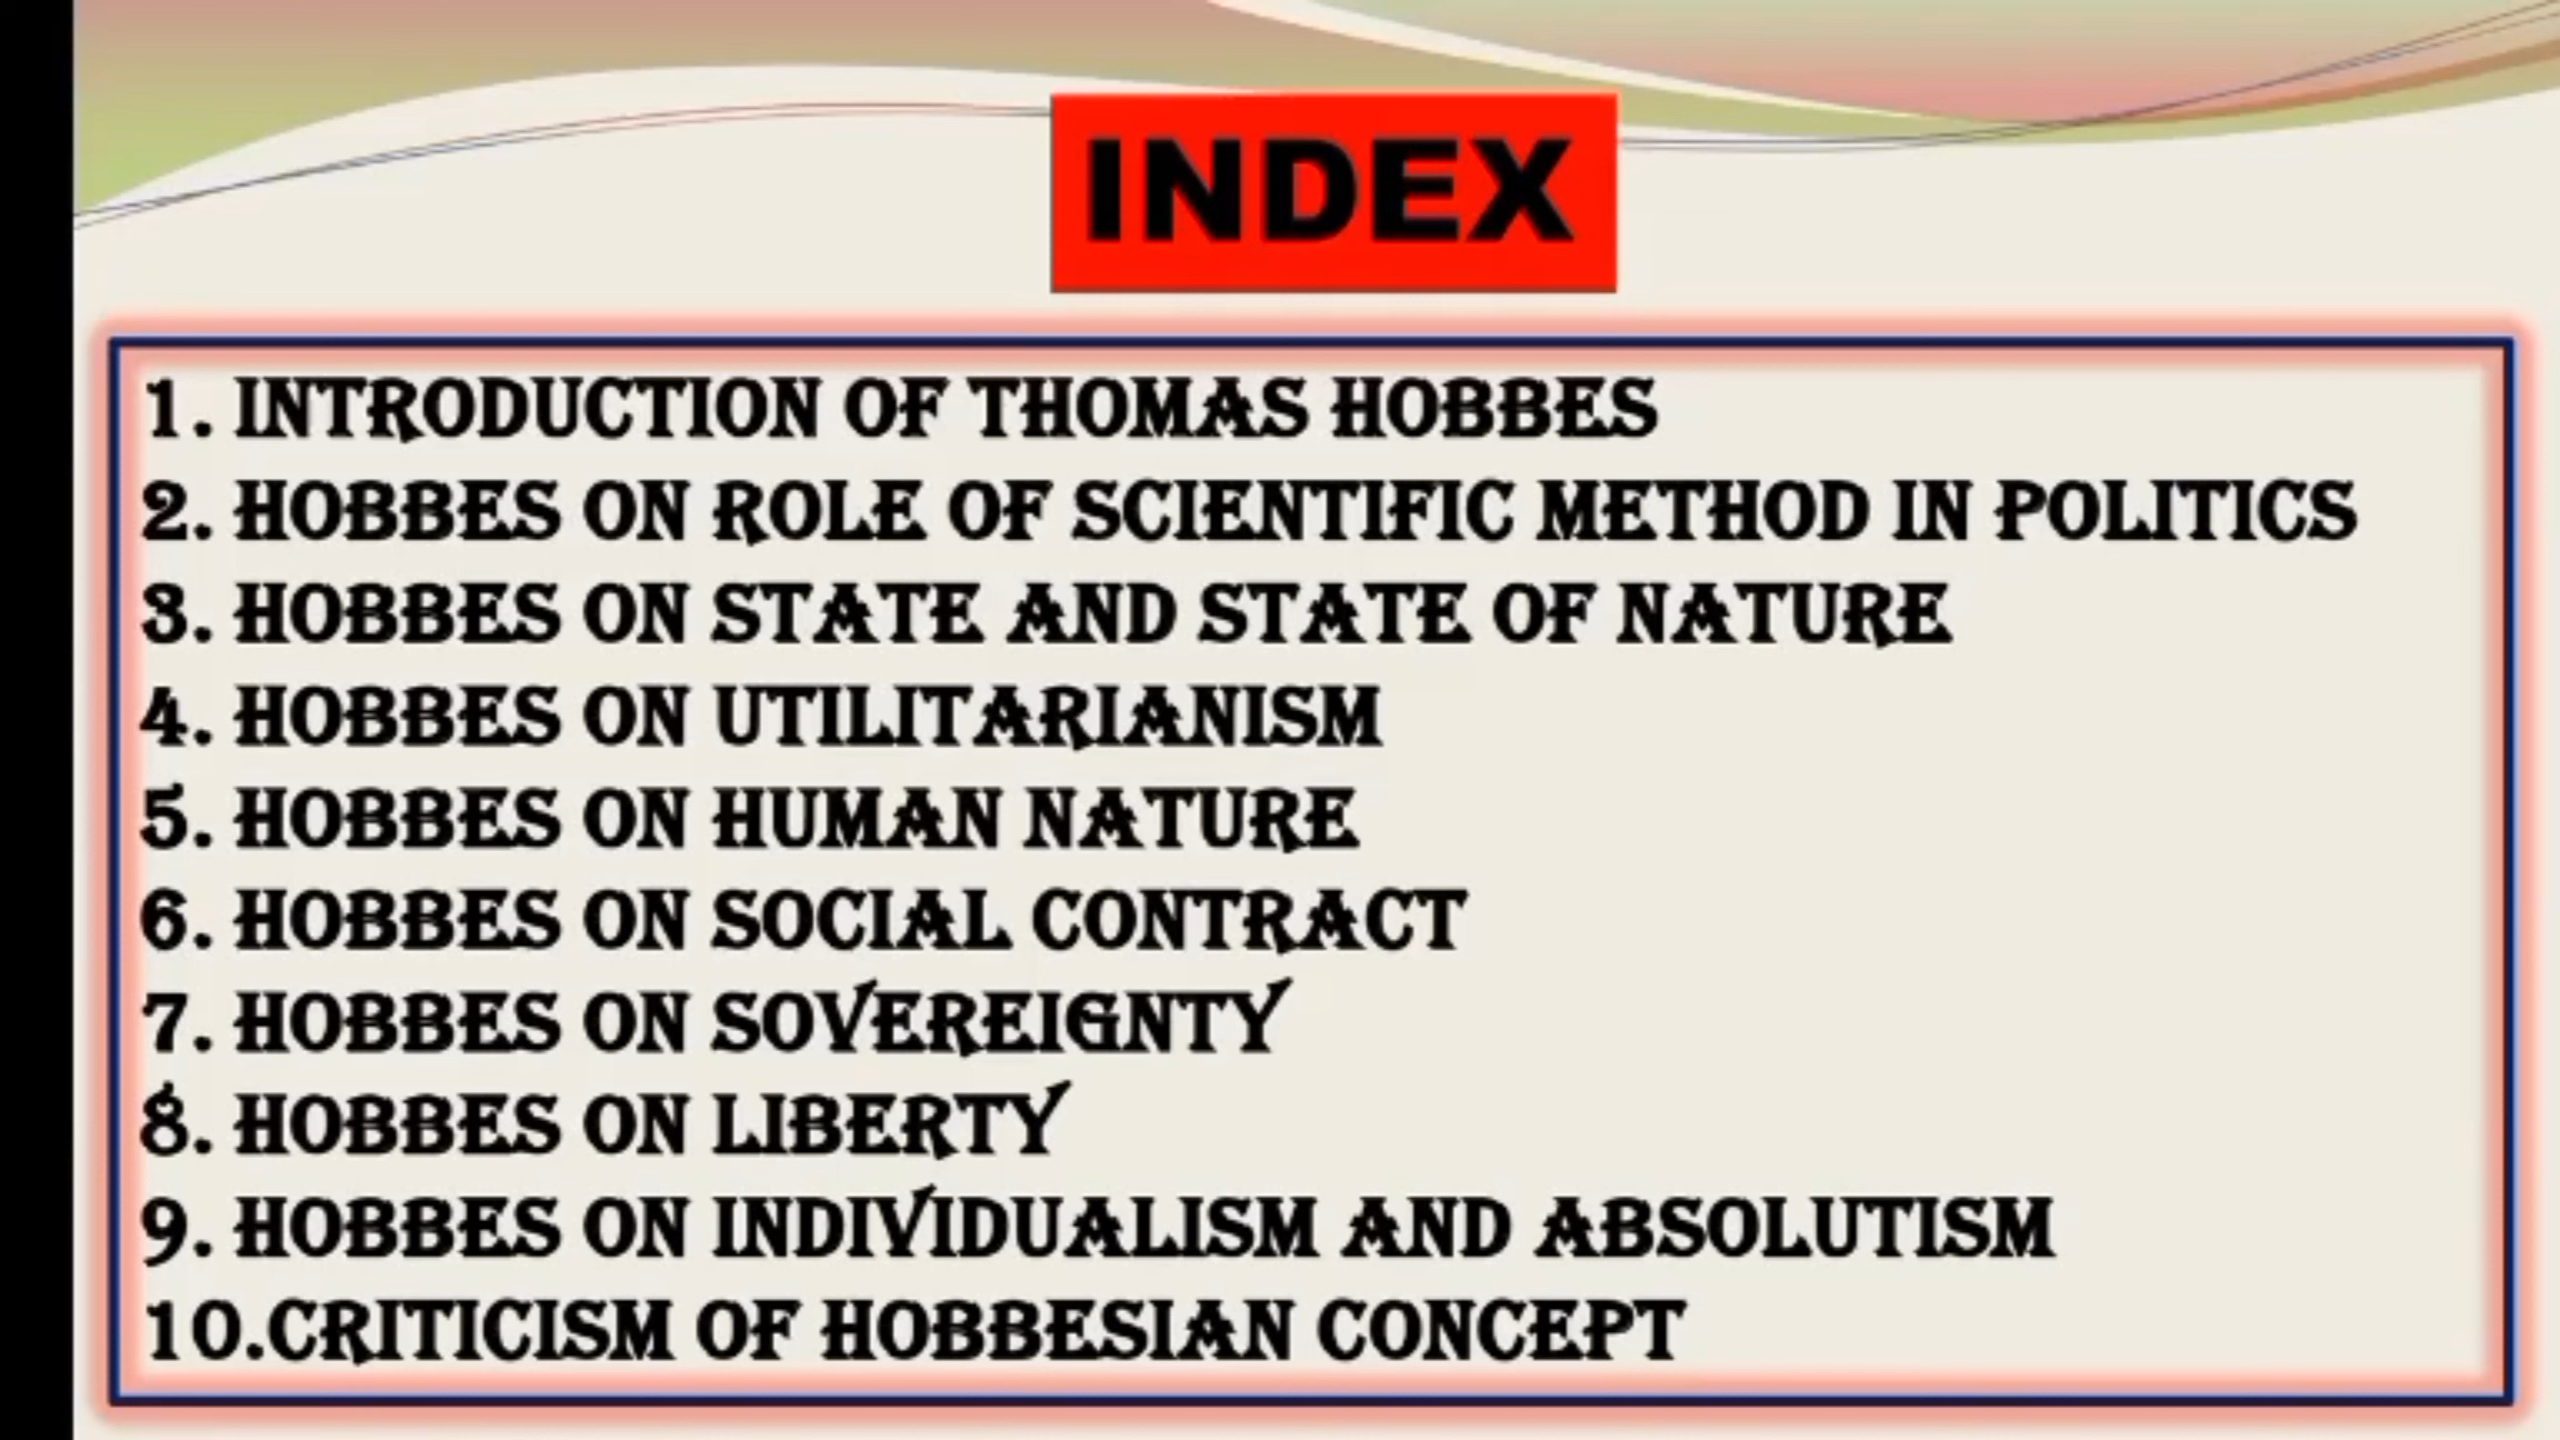 INDEX
1. INTRODUCTION OF THOMAS HOBBES
2. HOBBES ON ROLE OF SCIENTIFIC METHOD IN POLITICS
3. HOBBES ON STATE AND STATE OF NATURE
4. HOBBES ON UTILITARIANISM
5. HOBBES ON HUMAN NATURE
6. HOBBES ON SOCIAL CONTRACT
7. HOBBES ON SOVEREIGNTY
8. HOBBES ON LIBERTY
9. HOBBES ON INDIVIDUALISM AND ABSOLUTISM
10.CRITICISM OF HOBBESIAN CONCEPT